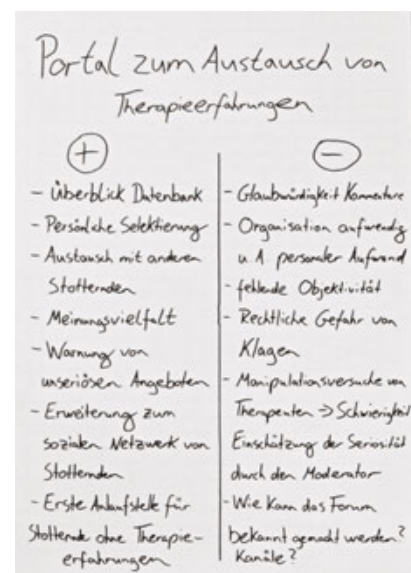 Portal zum Austausch von
Therapieerfahrungen
+
- Überblick Datenbank
- Persönliche Selektierung
- Austausch mit anderen
Stotternden
- Meinungsvielfalt
- Warnung von
unseriösen Angeboten
- Erweiterung zum
sozialen Netzwerk von
Stotternden
- Erste Anlaufstelle für
Stotternde ohne Therapie-
erfahrungen
-
- Glaubwürdigkeit Kommentare
- Organisation aufwendig
u. A. personaler Aufwand
- fehlende Objektivität
- Rechtliche Gefahr von
Klagen
- Manipulationsversuche von
Therapeuten → Schwierigkeit
Einschätzung der Seriosität
durch den Moderator
- Wie kann das Forum
bekannt gemacht werden?
Kanäle?